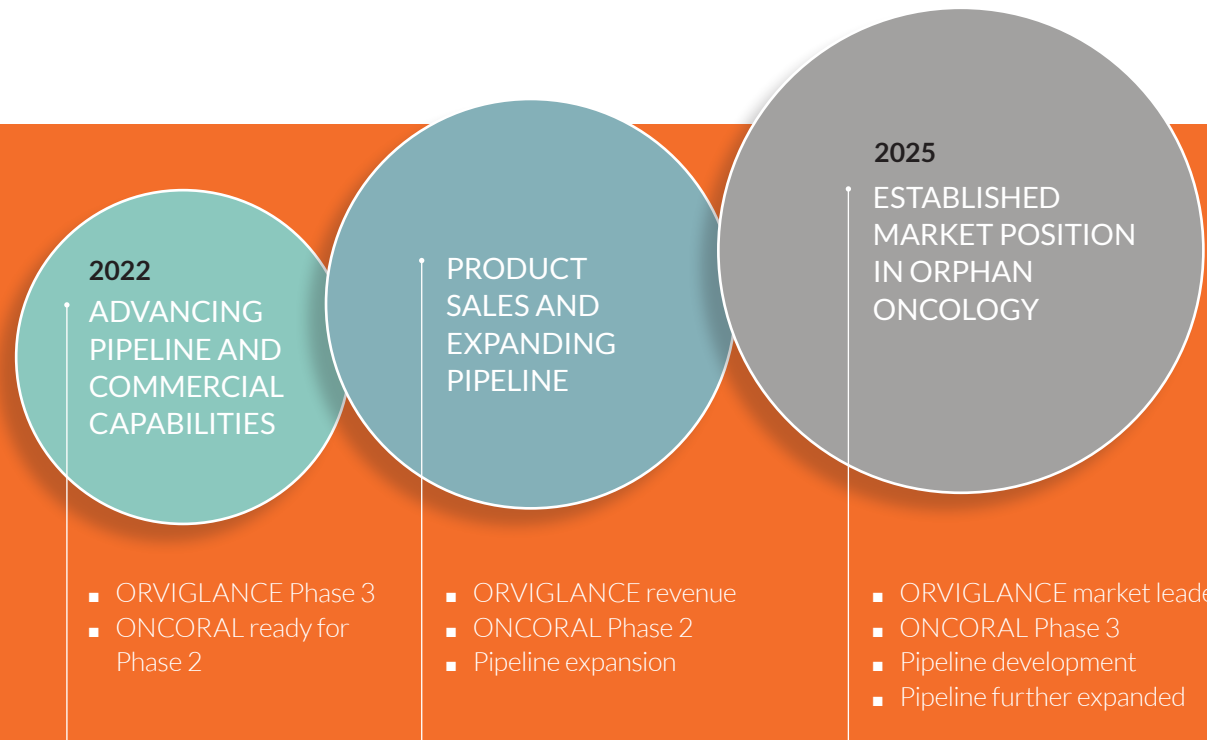 2022
ADVANCING
PIPELINE AND
COMMERCIAL
CAPABILITIES
■ ORVIGLANCE Phase 3
■ ONCORAL ready for
Phase 2
PRODUCT
SALES AND
EXPANDING
PIPELINE
■ ORVIGLANCE revenue
■ ONCORAL Phase 2
■ Pipeline expansion
2025
ESTABLISHED
MARKET POSITION
IN ORPHAN
ONCOLOGY
■ ORVIGLANCE market
■ ONCORAL Phase 3
■ Pipeline development
■ Pipeline further expanded